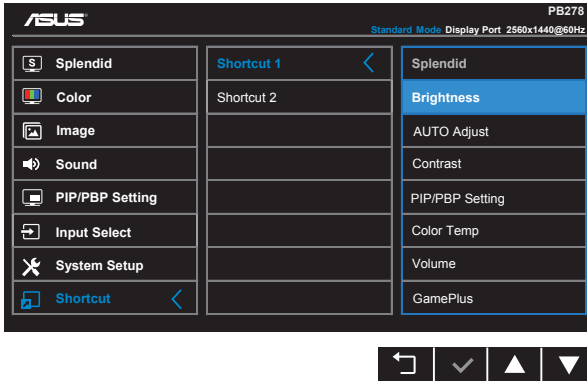 ASUS
PB278
Standard Mode Display Port 2560x1440@60Hz
S Splendid
Color
Image
Sound
PIP/PBP Setting
Input Select
System Setup
Shortcut
Shortcut 1
Shortcut 2
Splendid
Brightness
AUTO Adjust
Contrast
PIP/PBP Setting
Color Temp
Volume
GamePlus